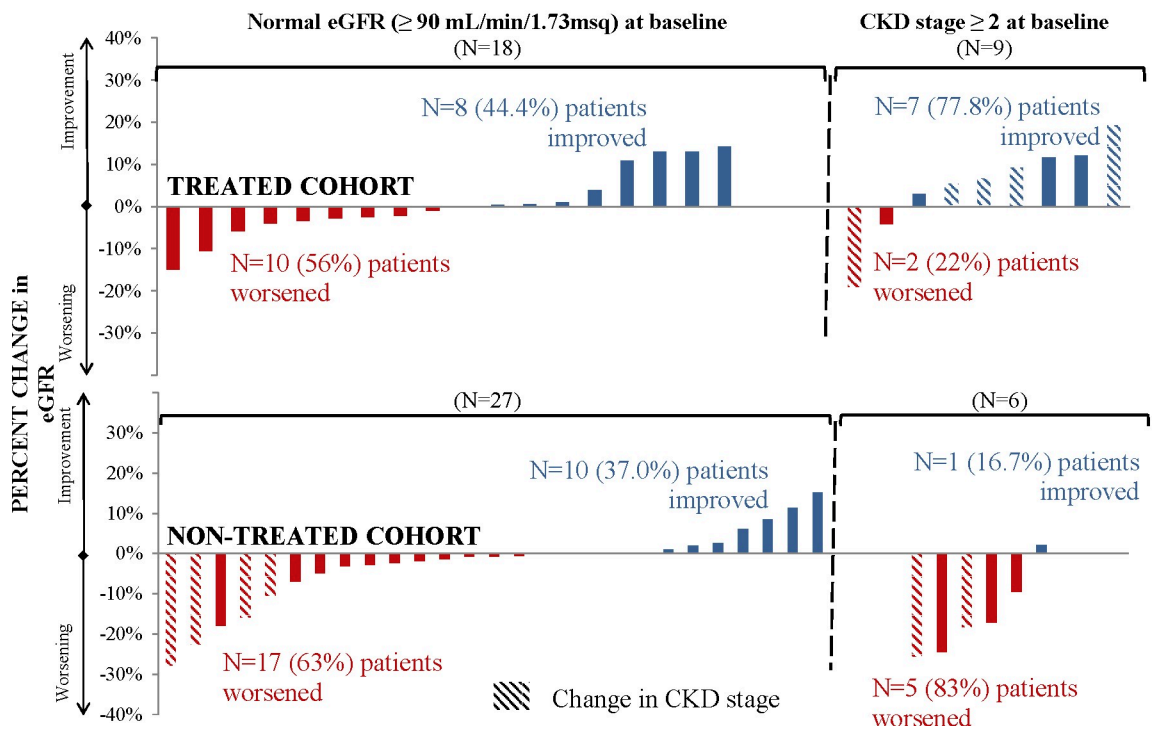 Normal eGFR (≥ 90 mL/min/1.73msq) at baseline
(N=18)
CKD stage ≥ 2 at baseline
(N=9)
PERCENT CHANGE in
eGFR
Improvement
Worsening
40%
40%
30%
20%
10%
0%
-10%
-20%
-30%
N=8 (44.4%) patients
improved
N=7 (77.8%) patients
improved
TREATED COHORT
N=10 (56%) patients
worsened
N=2 (22%) patients
worsened
(N=27)
(N=6)
Improvement
Worsening
30%
20%
10%
0%
-10%
-20%
-30%
-40%
N=10 (37.0%) patients
improved
N=1 (16.7%) patients
improved
NON-TREATED COHORT
N=17 (63%) patients
worsened
Change in CKD stage
N=5 (83%) patients
worsened